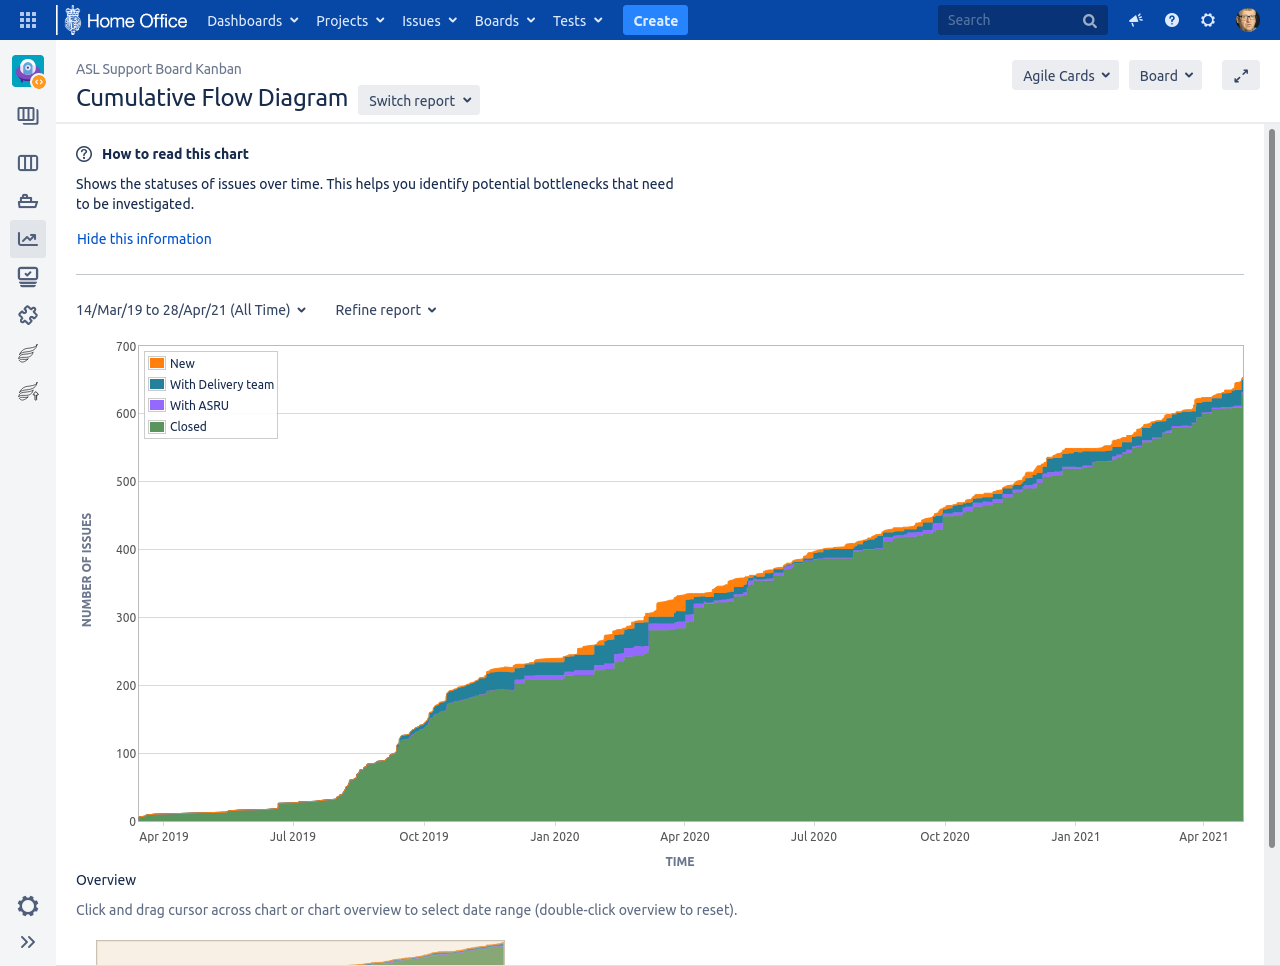 Home Office
Dashboards Projects Issues Boards Tests Create Search
ASL Support Board Kanban
Cumulative Flow Diagram Switch report
Agile Cards Board
How to read this chart
Shows the statuses of issues over time. This helps you identify potential bottlenecks that need
to be investigated.
Hide this information
14/Mar/19 to 28/Apr/21 (All Time) Refine report
New
With Delivery team
With ASRU
Closed
NUMBER OF ISSUES
700
600
500
400
300
200
100
0
Apr 2019 Jul 2019 Oct 2019 Jan 2020 Apr 2020 Jul 2020 Oct 2020 Jan 2021 Apr 2021
TIME
Overview
Click and drag cursor across chart or chart overview to select date range (double-click overview to reset).